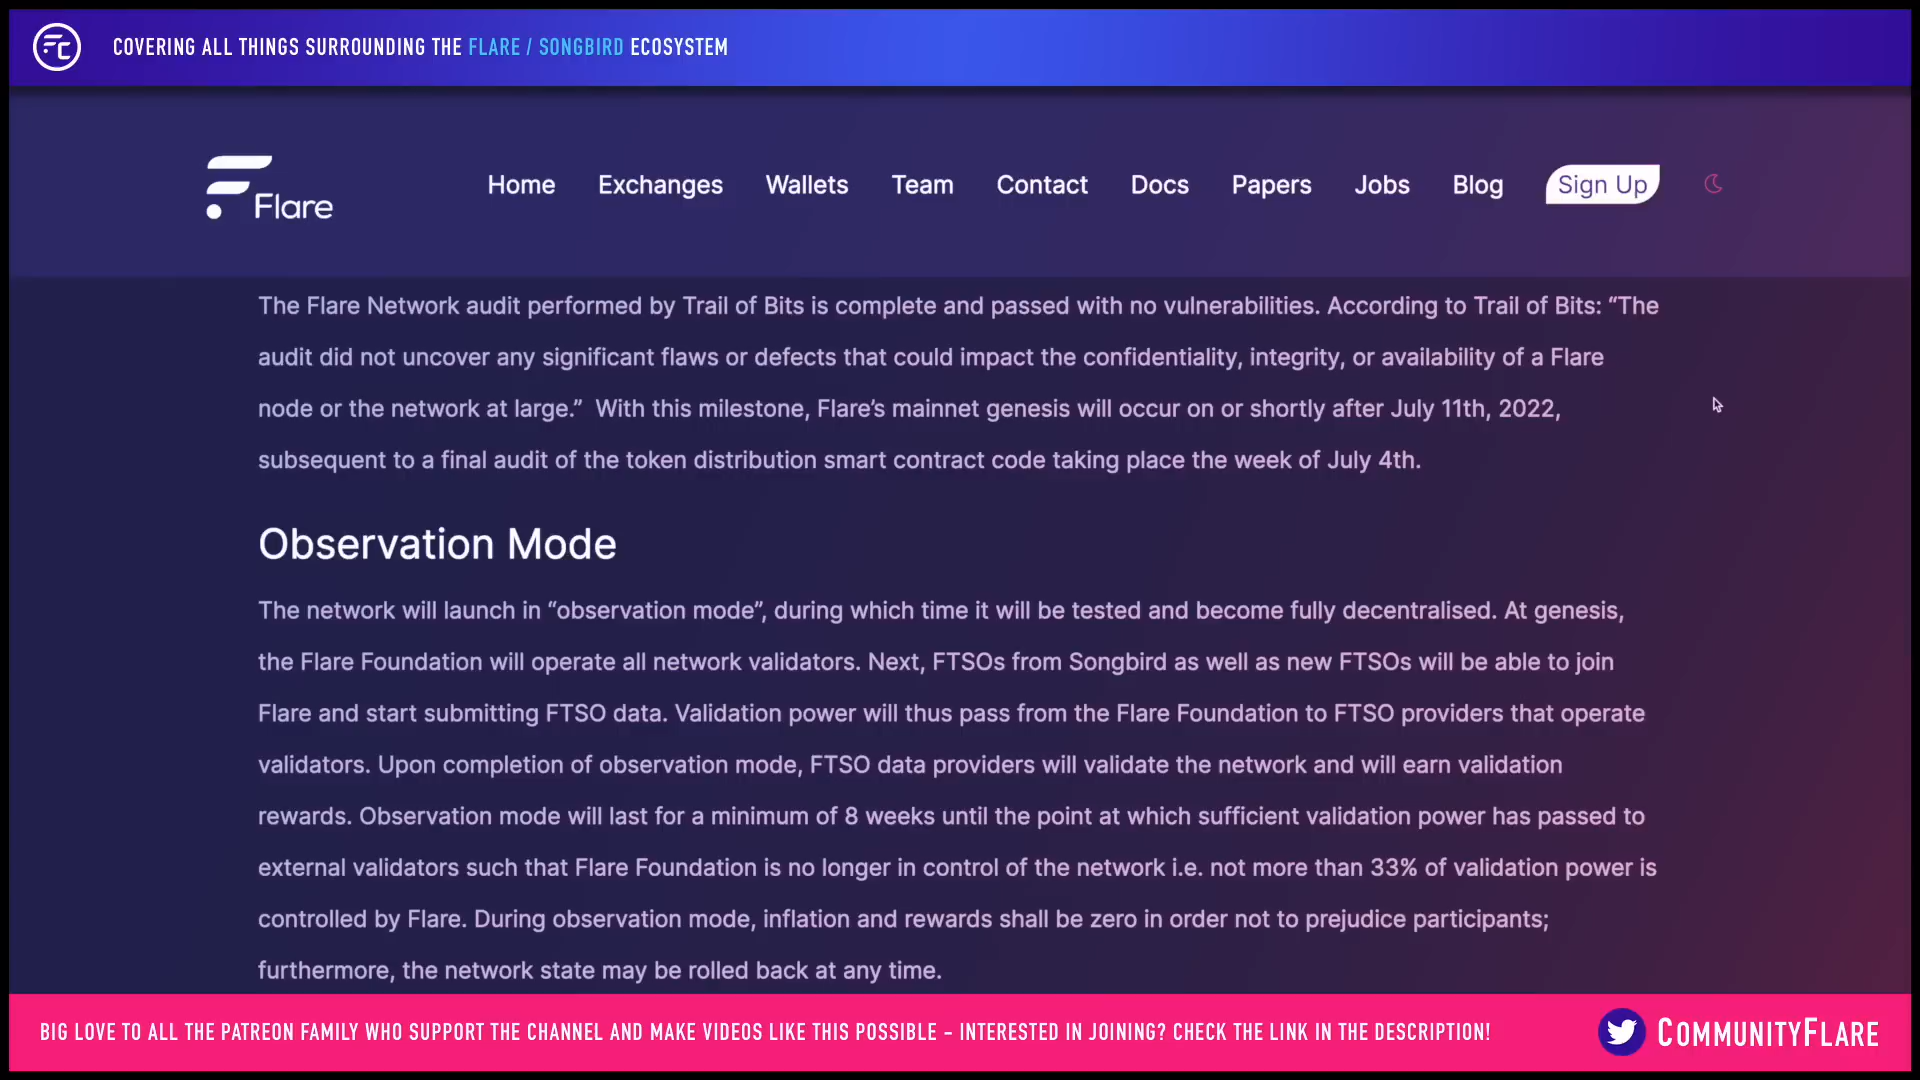 COVERING ALL THINGS SURROUNDING THE FLARE / SONGBIRD ECOSYSTEM
Flare
Home Exchanges Wallets Team Contact Docs Papers Jobs Blog Sign Up
The Flare Network audit performed by Trail of Bits is complete and passed with no vulnerabilities. According to Trail of Bits: “The
audit did not uncover any significant flaws or defects that could impact the confidentiality, integrity, or availability of a Flare
node or the network at large.”  With this milestone, Flare’s mainnet genesis will occur on or shortly after July 11th, 2022,
subsequent to a final audit of the token distribution smart contract code taking place the week of July 4th.
Observation Mode
The network will launch in “observation mode”, during which time it will be tested and become fully decentralised. At genesis,
the Flare Foundation will operate all network validators. Next, FTSOs from Songbird as well as new FTSOs will be able to join
Flare and start submitting FTSO data. Validation power will thus pass from the Flare Foundation to FTSO providers that operate
validators. Upon completion of observation mode, FTSO data providers will validate the network and will earn validation
rewards. Observation mode will last for a minimum of 8 weeks until the point at which sufficient validation power has passed to
external validators such that Flare Foundation is no longer in control of the network i.e. not more than 33% of validation power is
controlled by Flare. During observation mode, inflation and rewards shall be zero in order not to prejudice participants;
furthermore, the network state may be rolled back at any time.
BIG LOVE TO ALL THE PATREON FAMILY WHO SUPPORT THE CHANNEL AND MAKE VIDEOS LIKE THIS POSSIBLE - INTERESTED IN JOINING? CHECK THE LINK IN THE DESCRIPTION!
COMMUNITYFLARE